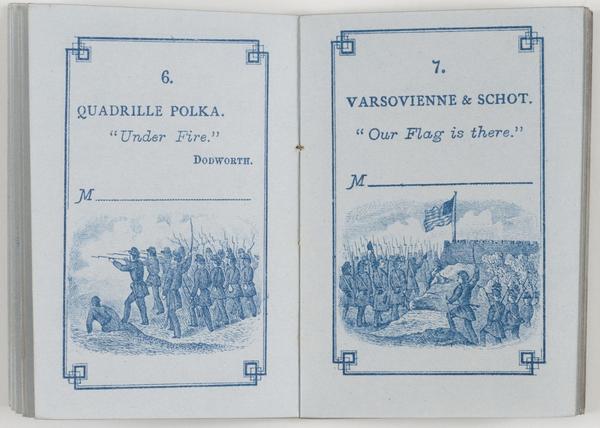 6.
QUADRILLE POLKA.
"Under Fire."
DODWORTH.
M
7.
VARSOVIENNE & SCHOT.
"Our Flag is there."
M